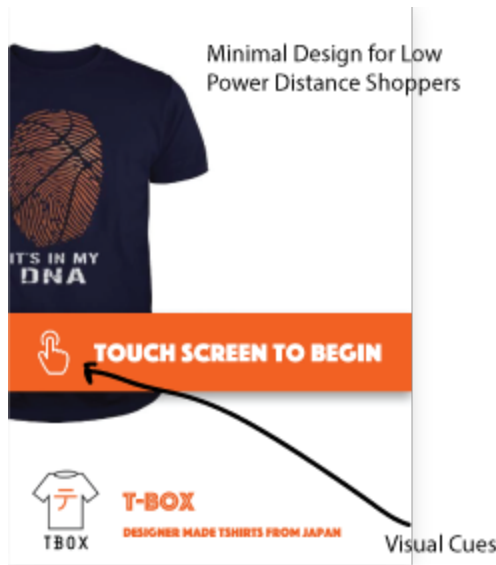 Minimal Design for Low
Power Distance Shoppers
IT'S IN MY
DNA
TOUCH SCREEN TO BEGIN
テ
TBOX
T-BOX
DESIGNER MADE TSHIRTS FROM JAPAN
Visual Cues